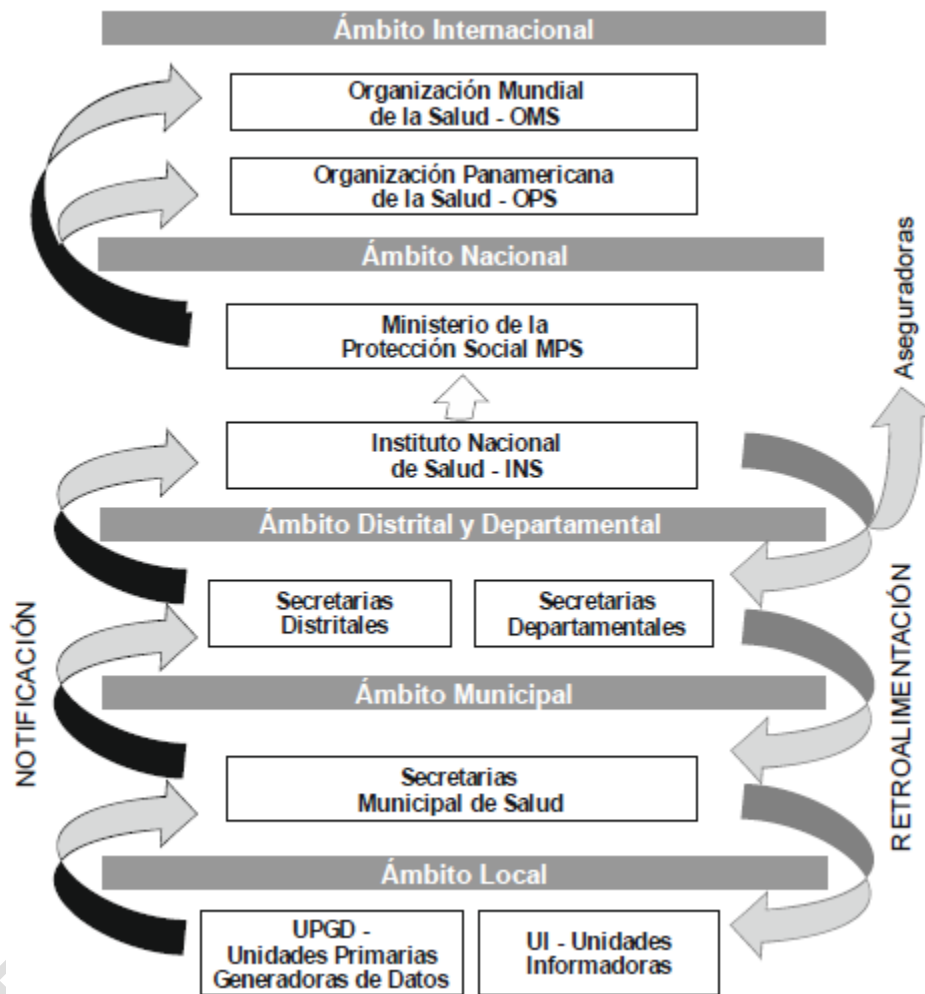 Ámbito Internacional
Organización Mundial
de la Salud - OMS
Organización Panamericana
de la Salud - OPS
Ámbito Nacional
Ministerio de la
Protección Social MPS
Aseguradoras
Instituto Nacional
de Salud - INS
Ámbito Distrital y Departamental
Secretarias
Distritales
Secretarias
Departamentales
NOTIFICACIÓN
RETROALIMENTACIÓN
Ámbito Municipal
Secretarias
Municipal de Salud
Ámbito Local
UPGD -
Unidades Primarias
Generadoras de Datos
UI - Unidades
Informadoras